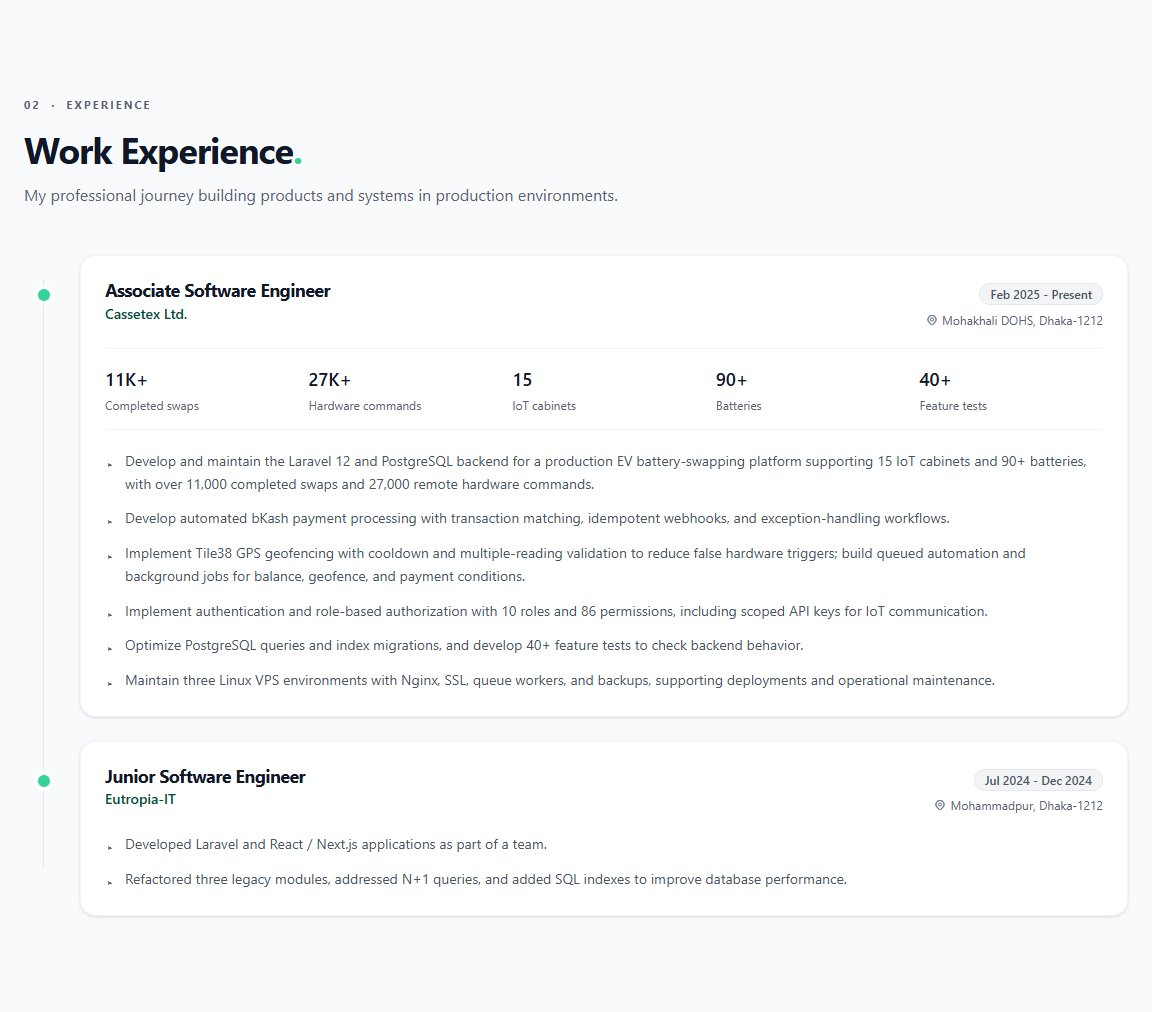 02 · EXPERIENCE
Work Experience.
My professional journey building products and systems in production environments.
Associate Software Engineer
Feb 2025 - Present
Cassetex Ltd.
Mohakhali DOHS, Dhaka-1212
11K+
27K+
15
90+
40+
Completed swaps
Hardware commands
IoT cabinets
Batteries
Feature tests
Develop and maintain the Laravel 12 and PostgreSQL backend for a production EV battery-swapping platform supporting 15 IoT cabinets and 90+ batteries,
with over 11,000 completed swaps and 27,000 remote hardware commands.
Develop automated bKash payment processing with transaction matching, idempotent webhooks, and exception-handling workflows.
Implement Tile38 GPS geofencing with cooldown and multiple-reading validation to reduce false hardware triggers; build queued automation and
background jobs for balance, geofence, and payment conditions.
Implement authentication and role-based authorization with 10 roles and 86 permissions, including scoped API keys for IoT communication.
Optimize PostgreSQL queries and index migrations, and develop 40+ feature tests to check backend behavior.
Maintain three Linux VPS environments with Nginx, SSL, queue workers, and backups, supporting deployments and operational maintenance.
Junior Software Engineer
Jul 2024 - Dec 2024
Eutropia-IT
Mohammadpur, Dhaka-1212
Developed Laravel and React / Next.js applications as part of a team.
Refactored three legacy modules, addressed N+1 queries, and added SQL indexes to improve database performance.